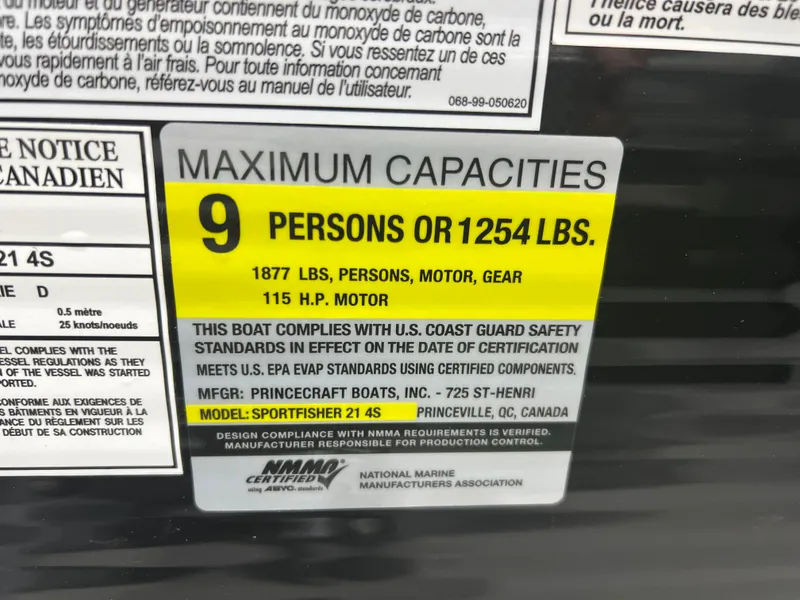 du moteur et du générateur contiennent du monoxyde de carbone,
Les symptômes d'empoisonnement au monoxyde de carbone sont la
les étourdissements ou la somnolence. Si vous ressentez un de ces
vous rapidement à l'air frais. Pour toute information concernant
de carbone, référez-vous au manuel de l'utilisateur.
068-99-050620
causera des
ou la mort.
NOTICE
CANADIEN
21 4S
D
0.5 mètre
25 knots/noeuds
COMPLIES WITH THE
VESSEL REGULATIONS AS THEY
OF THE VESSEL WAS STARTED
CONFORME AUX EXIGENCES DE
BÂTIMENTS EN VIGUEUR À LA
DU RÈGLEMENT SUR LES
DÉBUT DE SA CONSTRUCTION
MAXIMUM CAPACITIES
9 PERSONS OR 1254 LBS.
1877 LBS, PERSONS, MOTOR, GEAR
115 H.P. MOTOR
THIS BOAT COMPLIES WITH U.S. COAST GUARD SAFETY
STANDARDS IN EFFECT ON THE DATE OF CERTIFICATION
MEETS U.S. EPA EVAP STANDARDS USING CERTIFIED COMPONENTS.
MFGR: PRINCECRAFT BOATS, INC. - 725 ST-HENRI
MODEL: SPORTFISHER 21 4S PRINCEVILLE, QC, CANADA
DESIGN COMPLIANCE WITH NMMA REQUIREMENTS IS VERIFIED.
MANUFACTURER RESPONSIBLE FOR PRODUCTION CONTROL.
NMMA
CERTIFIED
using ABYC standards
NATIONAL MARINE
MANUFACTURERS ASSOCIATION